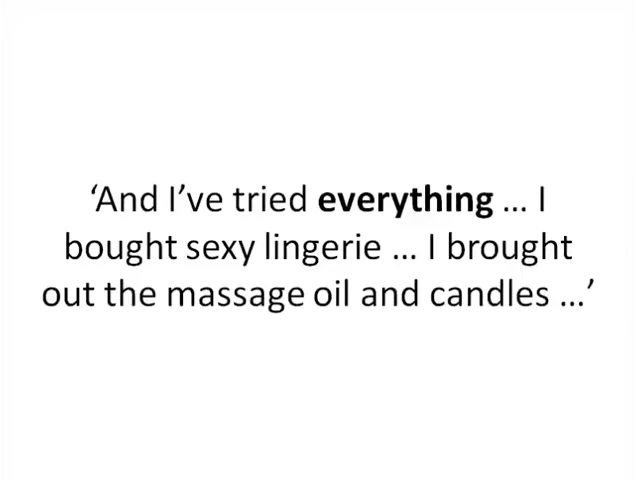 ‘And I’ve tried everything … I
bought sexy lingerie … I brought
out the massage oil and candles …’